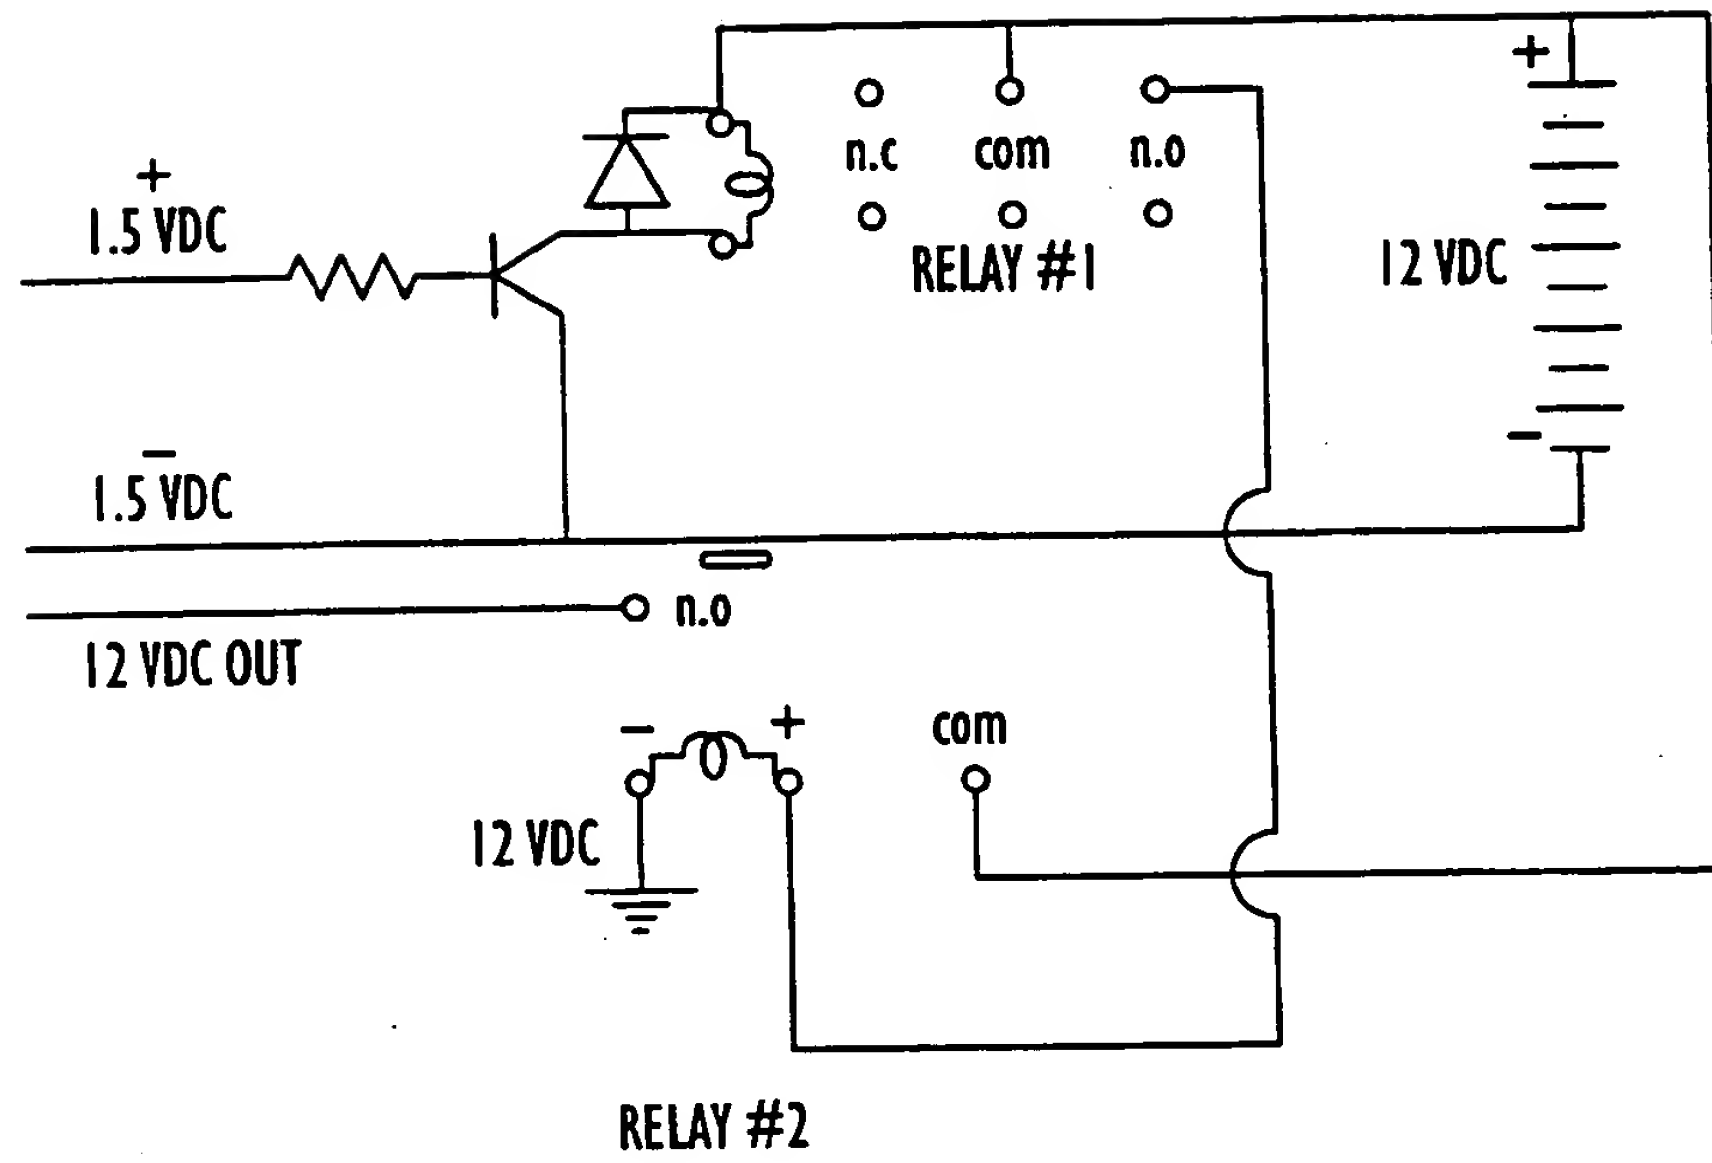 +
1.5 VDC
n.c com n.o
RELAY #1
+
12 VDC
−
−
1.5 VDC
n.o
12 VDC OUT
− +
com
12 VDC
RELAY #2